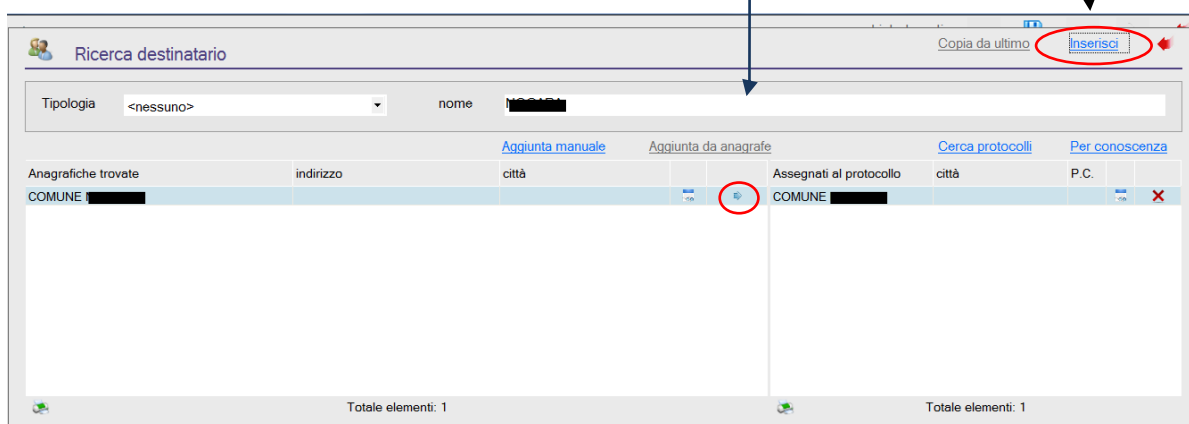 Ricerca destinatario
Copia da ultimo Inserisci
Tipologia <nessuno> nome
Aggiunta manuale Aggiunta da anagrafe Cerca protocolli Per conoscenza
Anagrafiche trovate indirizzo città Assegnati al protocollo città P.C.
COMUNE COMUNE
Totale elementi: 1 Totale elementi: 1